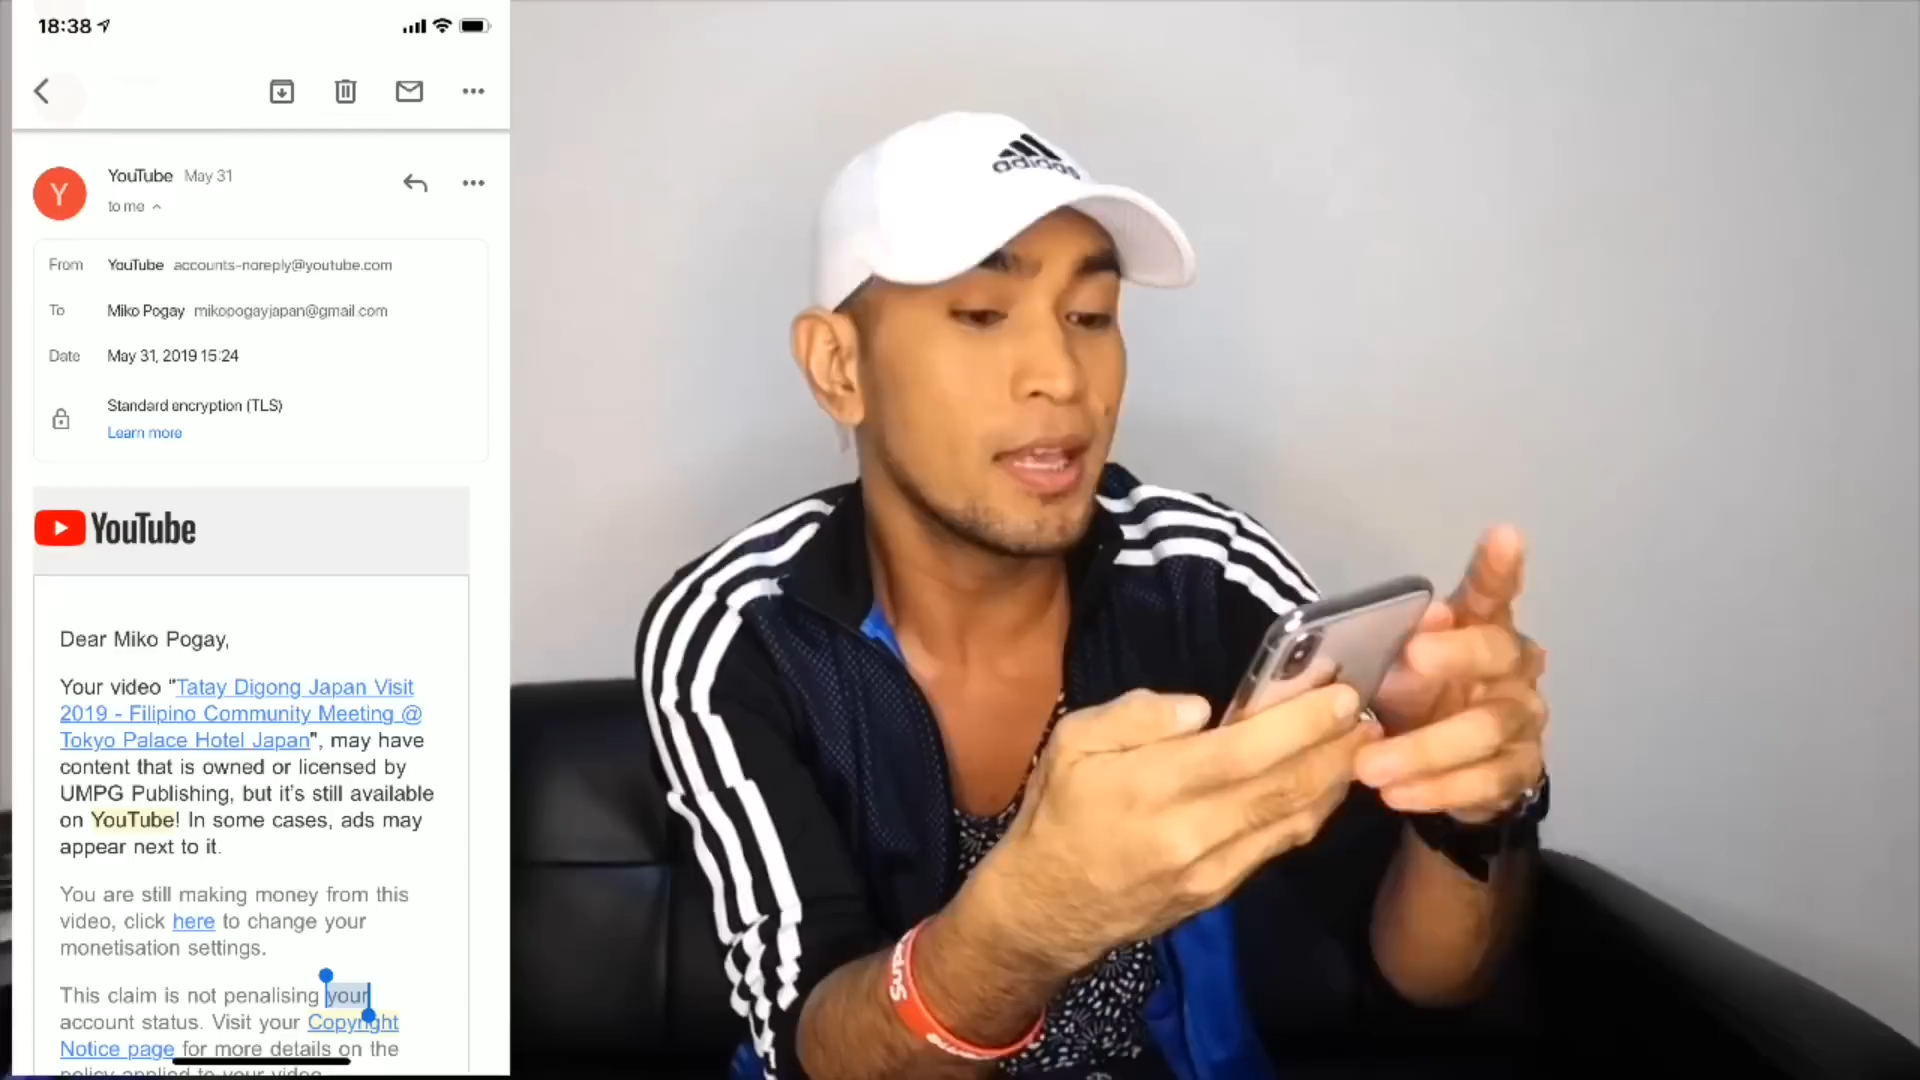 18:38
YouTube May 31
to me
From YouTube accounts-noreply@youtube.com
To Miko Pogay mikopogayjapan@gmail.com
Date May 31, 2019 15:24
Standard encryption (TLS)
Learn more
YouTube
Dear Miko Pogay,
Your video "Tatay Digong Japan Visit
2019 - Filipino Community Meeting @
Tokyo Palace Hotel Japan", may have
content that is owned or licensed by
UMPG Publishing, but it's still available
on YouTube! In some cases, ads may
appear next to it.
You are still making money from this
video, click here to change your
monetisation settings.
This claim is not penalising your
account status. Visit your Copyright
Notice page for more details on the
policy applied to your video
Y
adidas